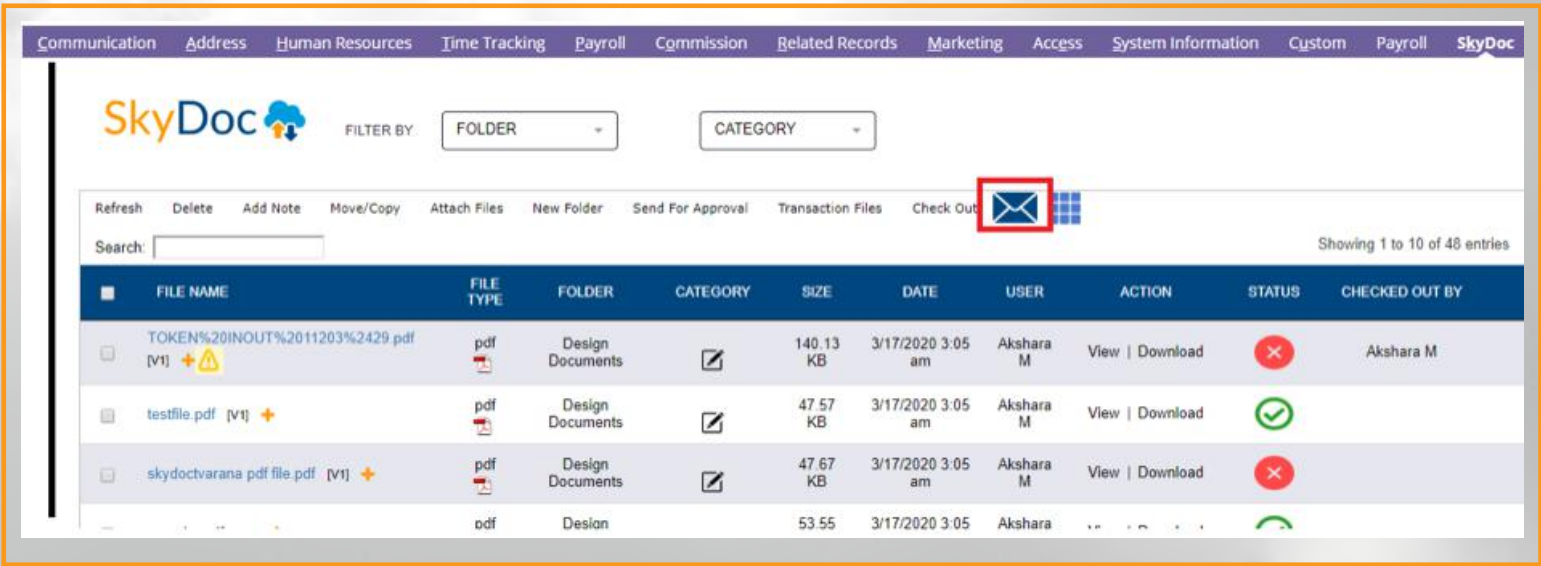 Communication Address Human Resources Time Tracking Payroll Commission Related Records Marketing Access System Information Custom Payroll SkyDoc
SkyDoc FILTER BY FOLDER CATEGORY
Refresh Delete Add Note Move/Copy Attach Files New Folder Send For Approval Transaction Files Check Out
Search: Showing 1 to 10 of 48 entries
FILE NAME FILE TYPE FOLDER CATEGORY SIZE DATE USER ACTION STATUS CHECKED OUT BY
TOKEN%20INOUT%2011203%2429.pdf pdf Design 140.13 3/17/2020 3:05 Akshara View | Download Akshara M
[V1] Documents KB am M
testfile.pdf [V1] pdf Design 47.57 3/17/2020 3:05 Akshara View | Download
Documents KB am M
skydoctvarana pdf file.pdf [V1] pdf Design 47.67 3/17/2020 3:05 Akshara View | Download
Documents KB am M
pdf Design 53.55 3/17/2020 3:05 Akshara